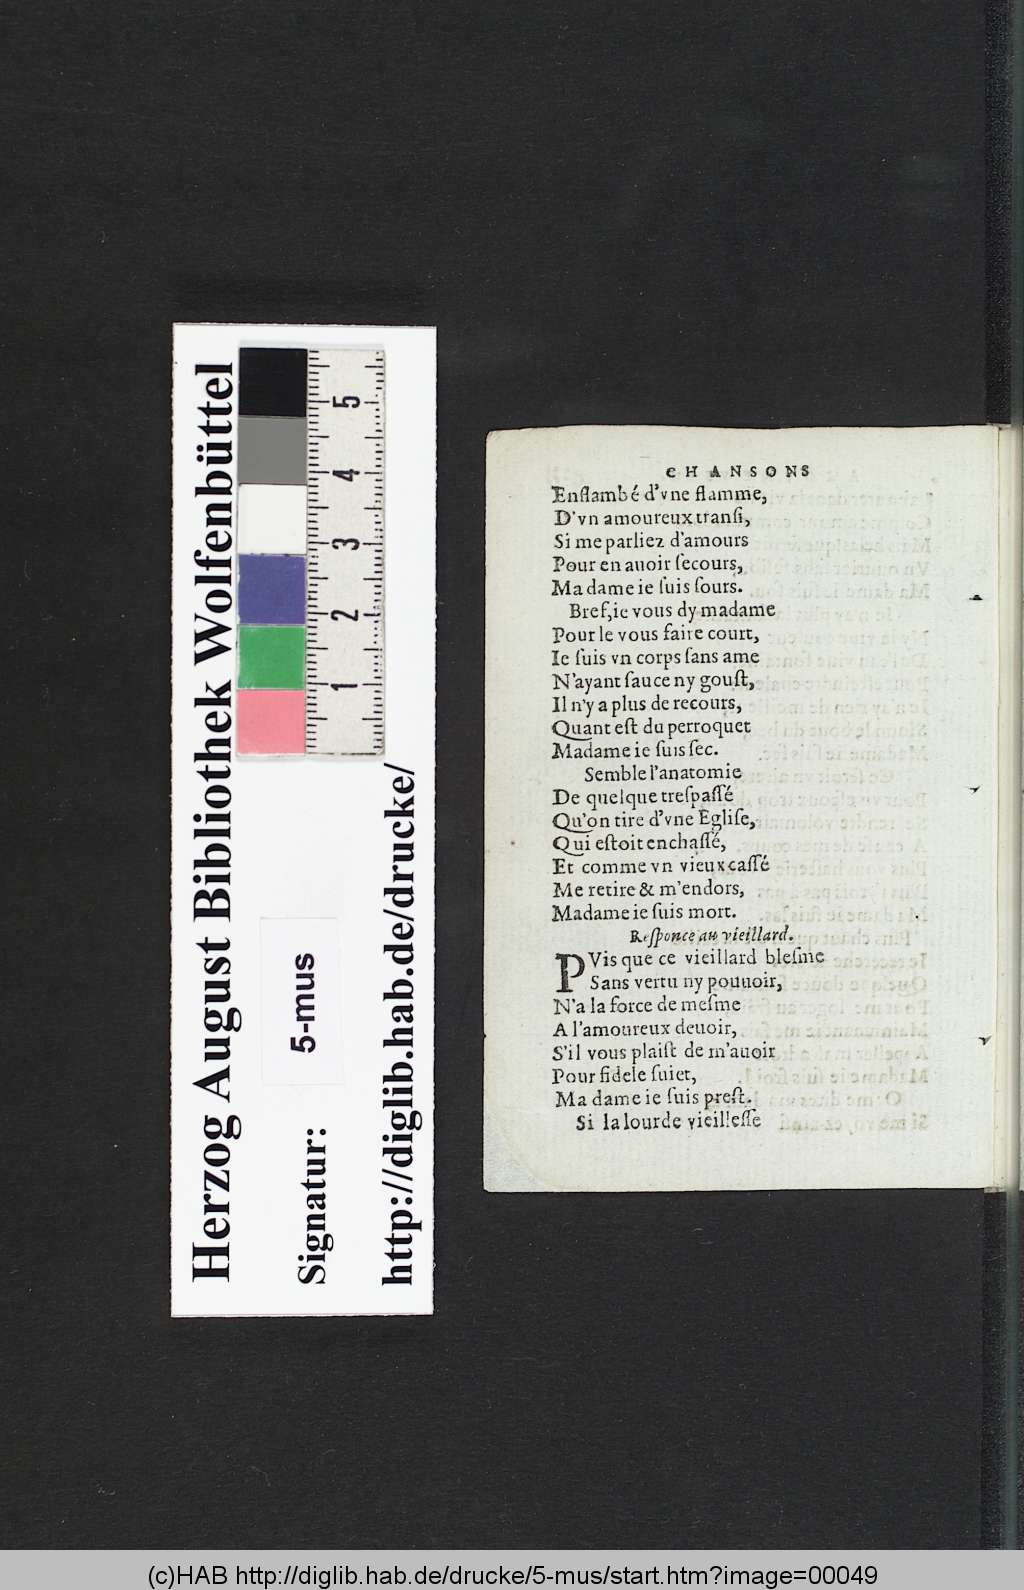 Herzog August Bibliothek Wolfenbüttel
Signatur: 5-mus
http://diglib.hab.de/drucke/
1 2 3 4 5
CHANSONS
Enflambé d'vne flamme,
D'vn amoureux transi,
Si me parliez d'amours
Pour en auoir ſecours,
Ma dame ie ſuis ſours.
Bref, ie vous dy madame
Pour le vous faire court,
Ie ſuis vn corps ſans ame
N'ayant ſauce ny gouſt,
Il n'y a plus de recours,
Quant eſt du perroquet
Madame ie ſuis ſec.
Semble l'anatomie
De quelque treſpaſſé
Qu'on tire d'vne Egliſe,
Qui eſtoit enchaſſé,
Et comme vn vieux caſſé
Me retire & m'endors,
Madame ie ſuis mort.
Reſponce au vieillard.
PVis que ce vieillard bleſme
Sans vertu ny pouuoir,
N'a la force de meſme
A l'amoureux deuoir,
S'il vous plaiſt de m'auoir
Pour fidele ſuiet,
Ma dame ie ſuis preſt.
Si la lourde vieilleſſe
(c)HAB http://diglib.hab.de/drucke/5-mus/start.htm?image=00049